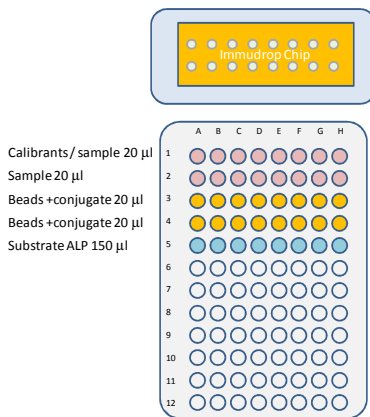 Immudrop Chip
A B C D E F G H
Calibrants / sample 20 µl 1
Sample 20 µl 2
Beads +conjugate 20 µl 3
Beads +conjugate 20 µl 4
Substrate ALP 150 µl 5
6
7
8
9
10
11
12